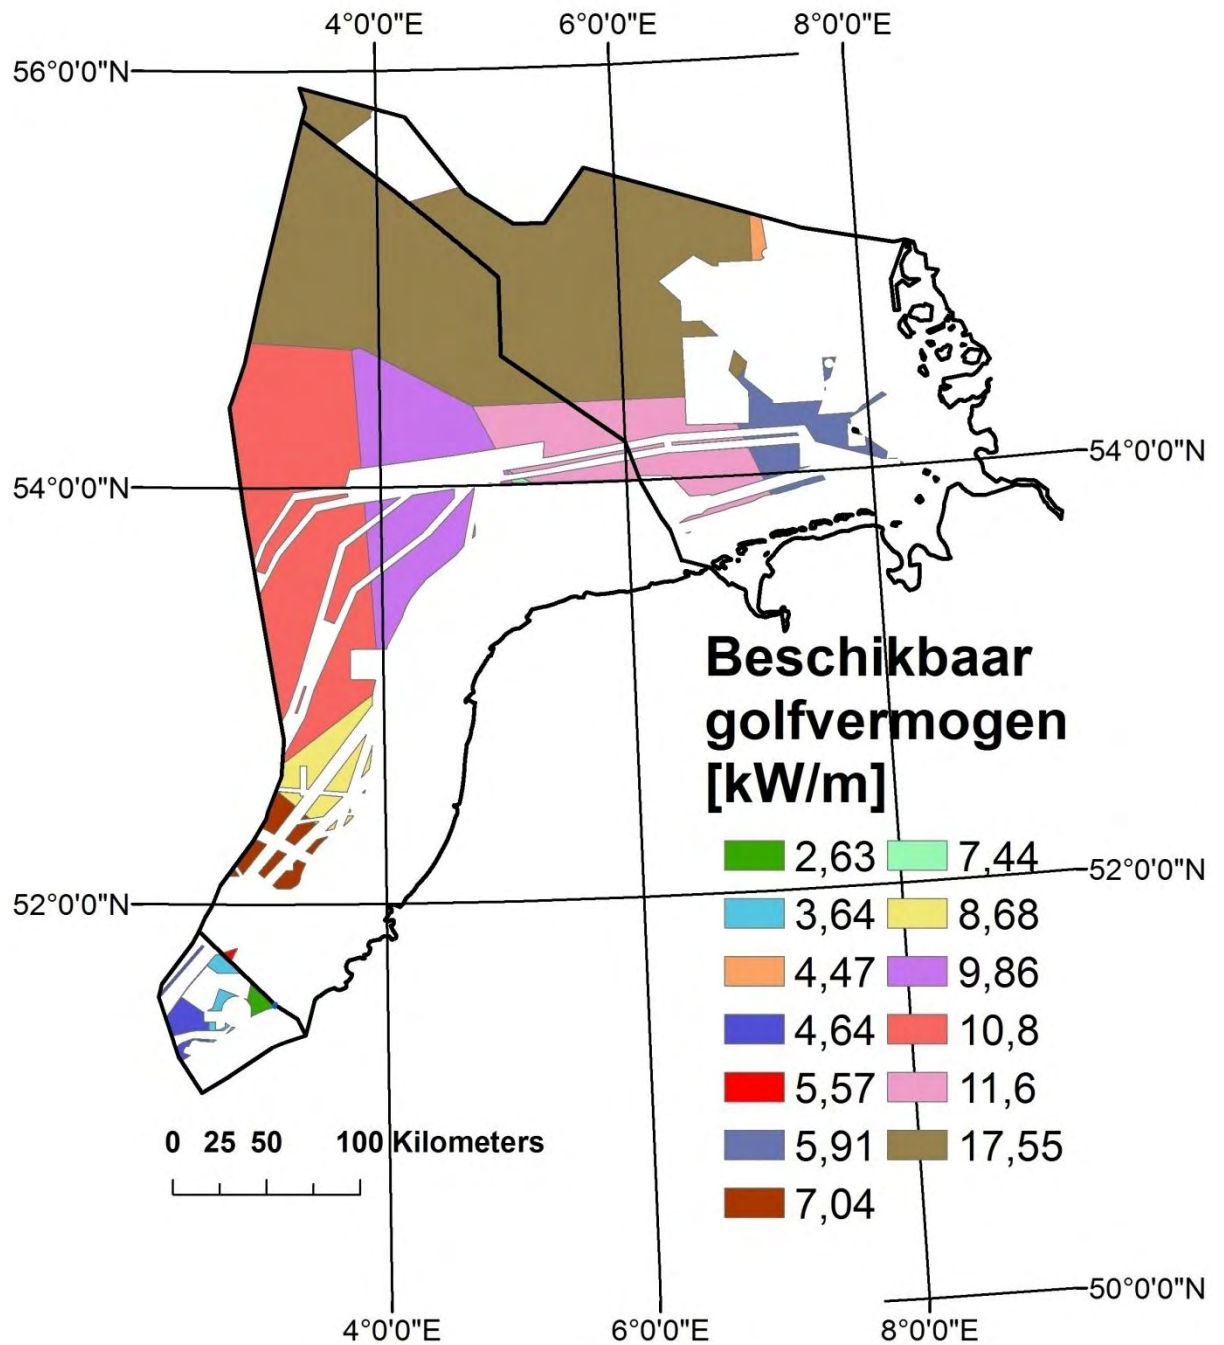 4°0'0"E 6°0'0"E 8°0'0"E
56°0'0"N
54°0'0"N
54°0'0"N
Beschikbaar
golfvermogen
[kW/m]
2,63 7,44
52°0'0"N
52°0'0"N
3,64 8,68
4,47 9,86
4,64 10,8
5,57 11,6
0 25 50 100 Kilometers
5,91 17,55
7,04
50°0'0"N
4°0'0"E 6°0'0"E 8°0'0"E